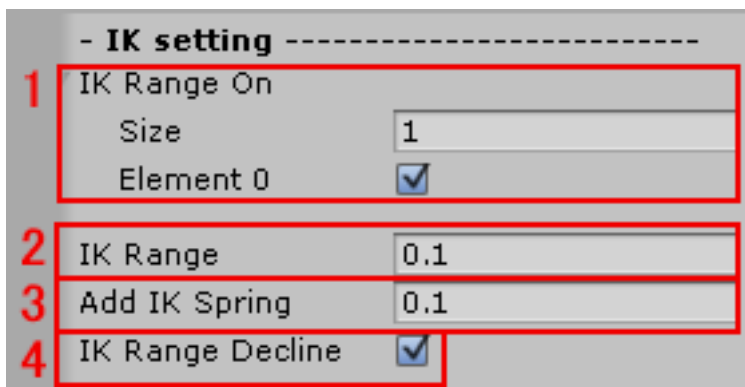 - IK setting --------------------------
1 IK Range On
Size 1
Element 0
2 IK Range 0.1
3 Add IK Spring 0.1
4 IK Range Decline